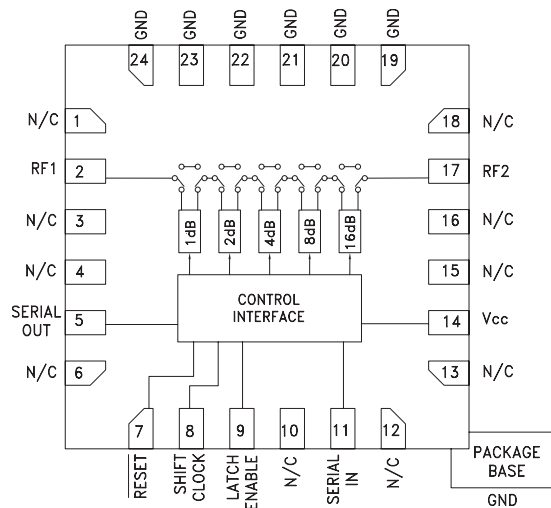 GND GND GND GND GND GND
24 23 22 21 20 19
N/C 1
18 N/C
RF1 2
17 RF2
N/C 3
1dB 2dB 4dB 8dB 16dB
16 N/C
N/C 4
15 N/C
CONTROL
INTERFACE
SERIAL
OUT
5
14 Vcc
N/C 6
13 N/C
7 8 9 10 11 12
RESET
SHIFT
CLOCK
LATCH
ENABLE
N/C
SERIAL
IN
N/C
PACKAGE
BASE
GND